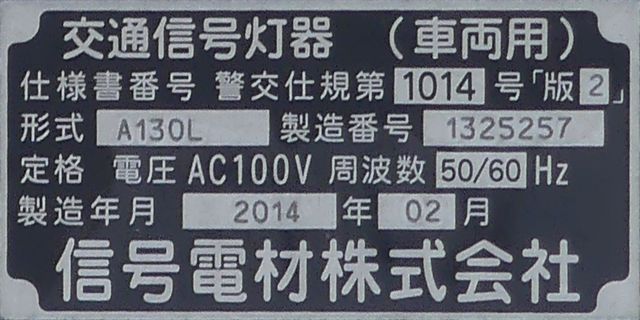 交通信号灯器 （車両用）
仕様書番号 警交仕規第 1014 号「版 2」
形式 A130L 製造番号 1325257
定格 電圧 AC100V 周波数 50/60 Hz
製造年月 2014 年 02 月
信号電材株式会社